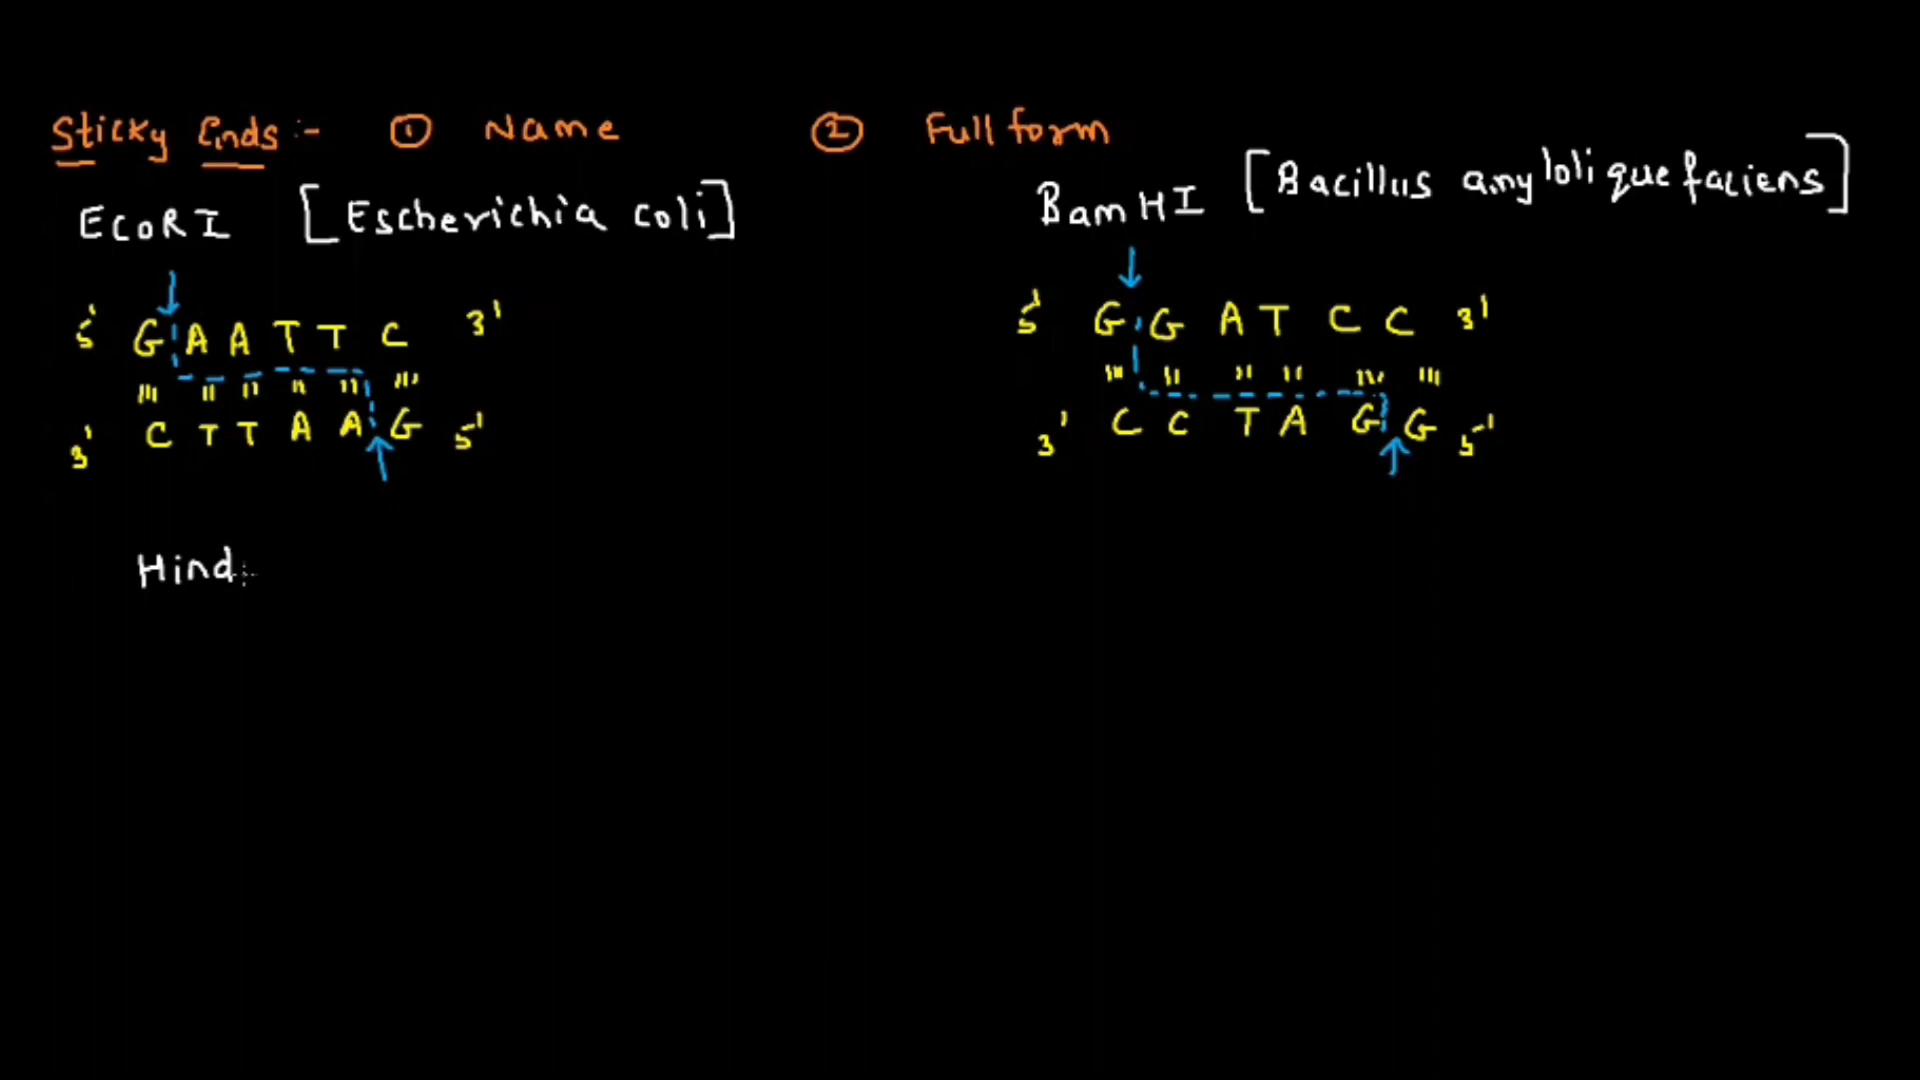 Sticky Ends :- ① Name ② Full form
EcoRI [Escherichia coli]
5' G A A T T C 3'
3' C T T A A G 5'
BamHI [Bacillus anyloliquefaciens]
5' G G A T C C 3'
3' C C T A G G 5'
Hind